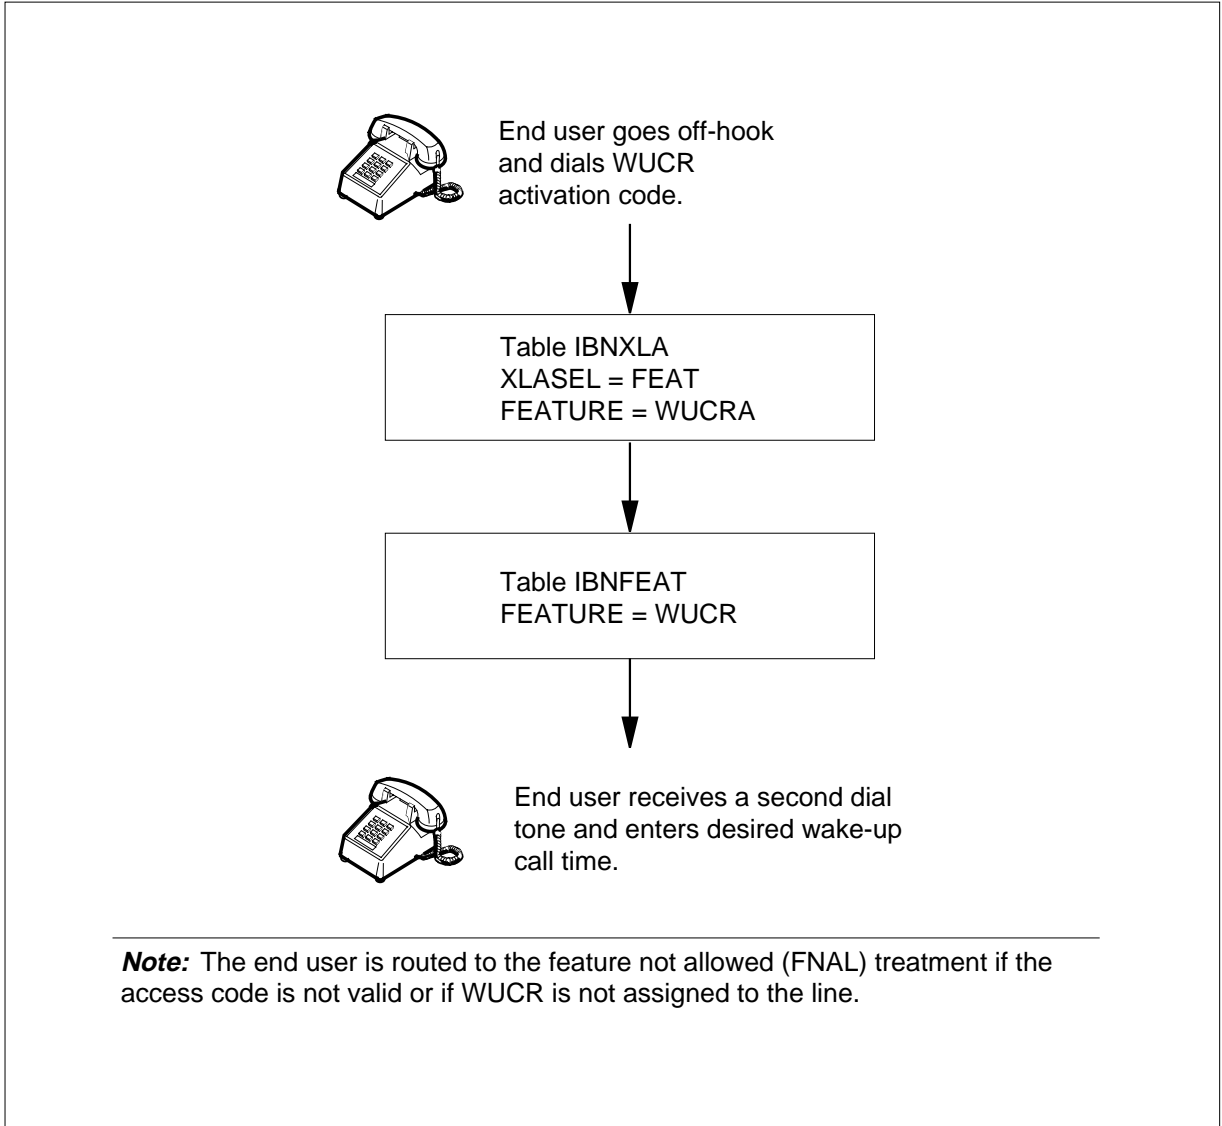 End user goes off-hook
and dials WUCR
activation code.
Table IBNXLA
XLASEL = FEAT
FEATURE = WUCRA
Table IBNFEAT
FEATURE = WUCR
End user receives a second dial
tone and enters desired wake-up
call time.
Note: The end user is routed to the feature not allowed (FNAL) treatment if the
access code is not valid or if WUCR is not assigned to the line.